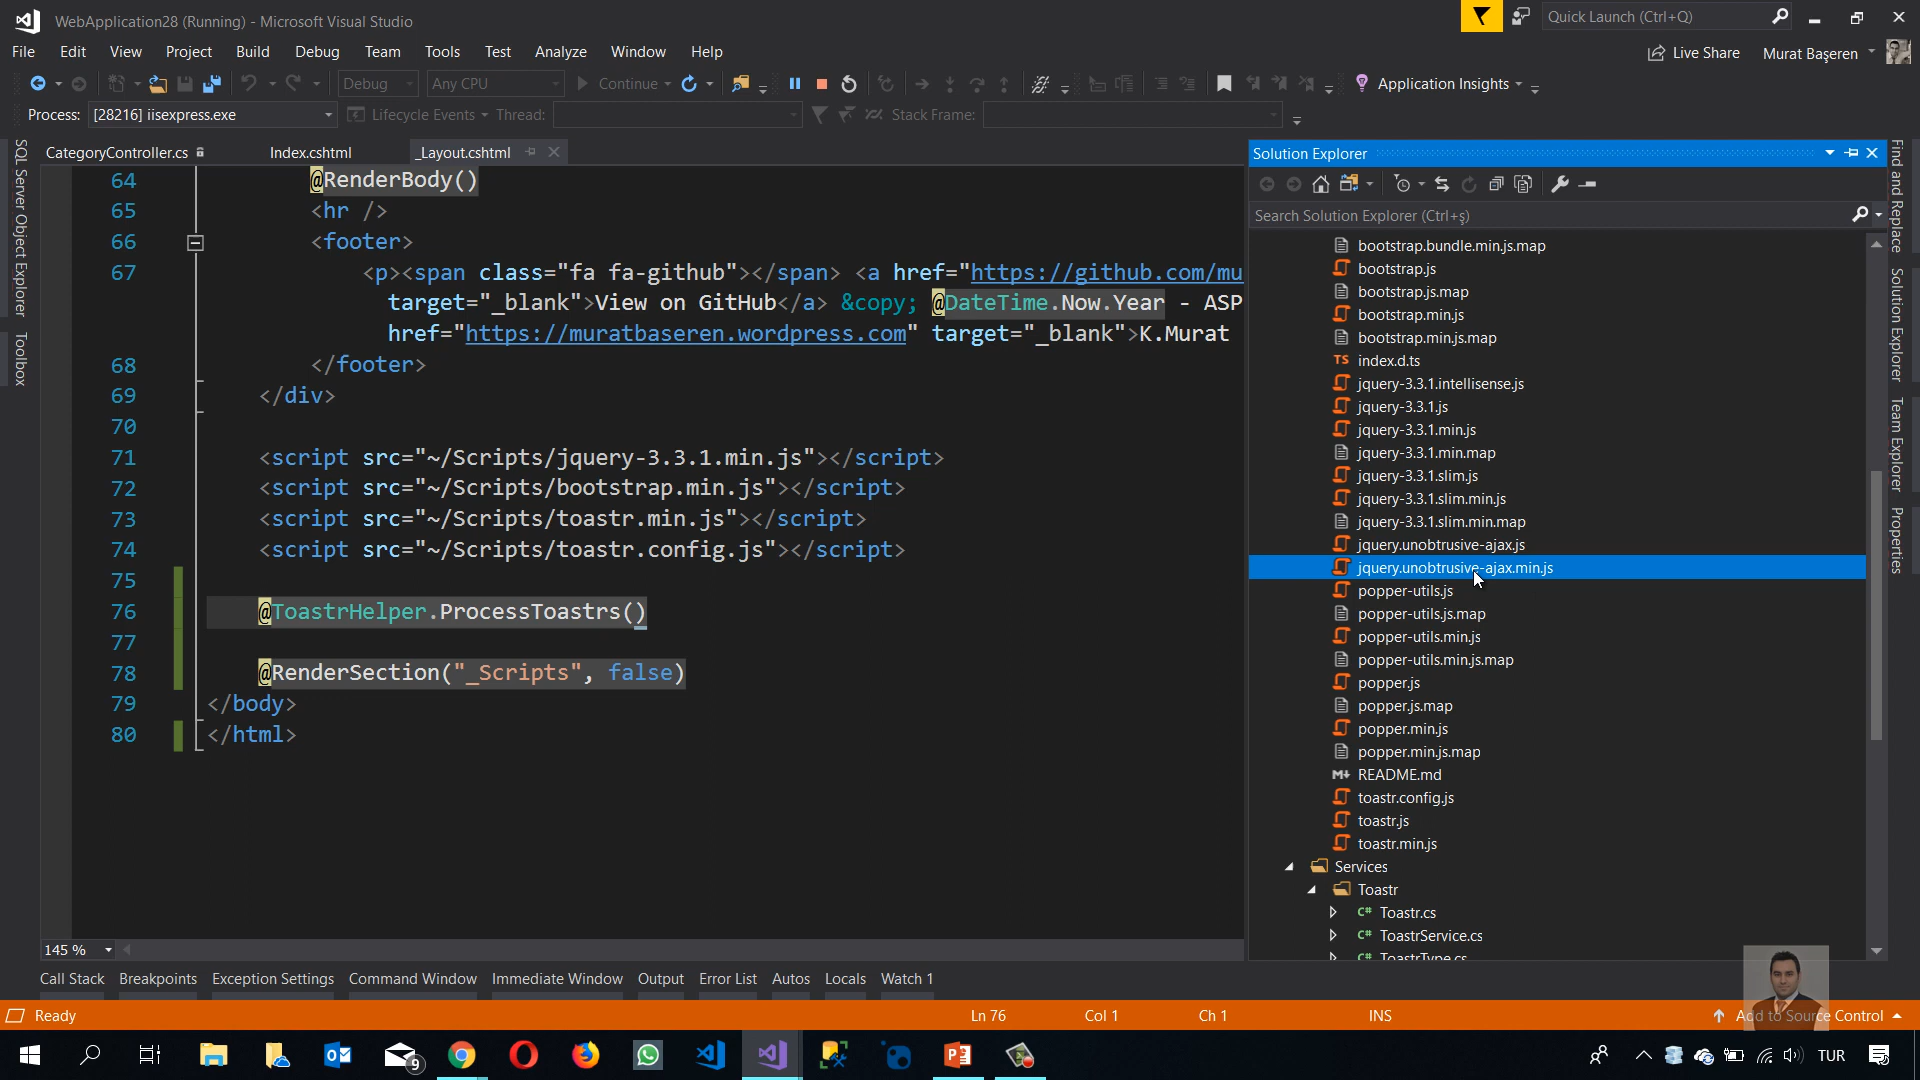 WebApplication28 (Running) - Microsoft Visual Studio
Quick Launch (Ctrl+Q)
File Edit View Project Build Debug Team Tools Test Analyze Window Help
Live Share Murat Başeren
Debug Any CPU Continue Application Insights
Process: [28216] iisexpress.exe Lifecycle Events Thread: Stack Frame:
SQL Server Object Explorer
Toolbox
CategoryController.cs Index.cshtml _Layout.cshtml
64 @RenderBody()
65 <hr />
66 <footer>
67 <p><span class="fa fa-github"></span> <a href="https://github.com/mu
target="_blank">View on GitHub</a> &copy; @DateTime.Now.Year - ASP
href="https://muratbaseren.wordpress.com" target="_blank">K.Murat
68 </footer>
69 </div>
70
71 <script src="~/Scripts/jquery-3.3.1.min.js"></script>
72 <script src="~/Scripts/bootstrap.min.js"></script>
73 <script src="~/Scripts/toastr.min.js"></script>
74 <script src="~/Scripts/toastr.config.js"></script>
75
76 @ToastrHelper.ProcessToastrs()
77
78 @RenderSection("_Scripts", false)
79 </body>
80 </html>
145 %
Solution Explorer
Search Solution Explorer (Ctrl+ş)
bootstrap.bundle.min.js.map
bootstrap.js
bootstrap.js.map
bootstrap.min.js
bootstrap.min.js.map
TS index.d.ts
jquery-3.3.1.intellisense.js
jquery-3.3.1.js
jquery-3.3.1.min.js
jquery-3.3.1.min.map
jquery-3.3.1.slim.js
jquery-3.3.1.slim.min.js
jquery-3.3.1.slim.min.map
jquery.unobtrusive-ajax.js
jquery.unobtrusive-ajax.min.js
popper-utils.js
popper-utils.js.map
popper-utils.min.js
popper-utils.min.js.map
popper.js
popper.js.map
popper.min.js
popper.min.js.map
README.md
toastr.config.js
toastr.js
toastr.min.js
Services
Toastr
C# Toastr.cs
C# ToastrService.cs
C# ToastrType.cs
Find and Replace
Solution Explorer
Team Explorer
Properties
Call Stack Breakpoints Exception Settings Command Window Immediate Window Output Error List Autos Locals Watch 1
Ready Ln 76 Col 1 Ch 1 INS Add to Source Control
9 TUR